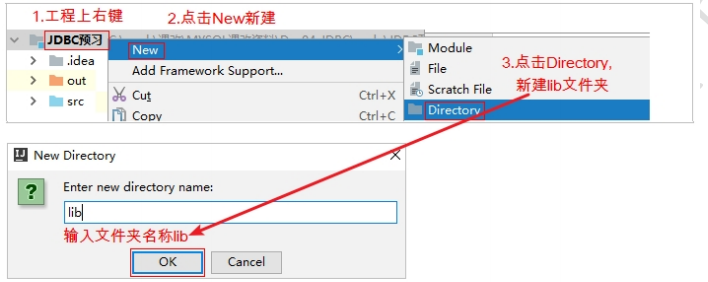 1.工程上右键
2.点击New新建
JDBC预习
New
Module
.idea
Add Framework Support...
File
3.点击Directory,
out
Cut
Ctrl+X
Scratch File
新建lib文件夹
src
Copy
Ctrl+C
Directory
New Directory
Enter new directory name:
lib
输入文件夹名称lib
OK
Cancel